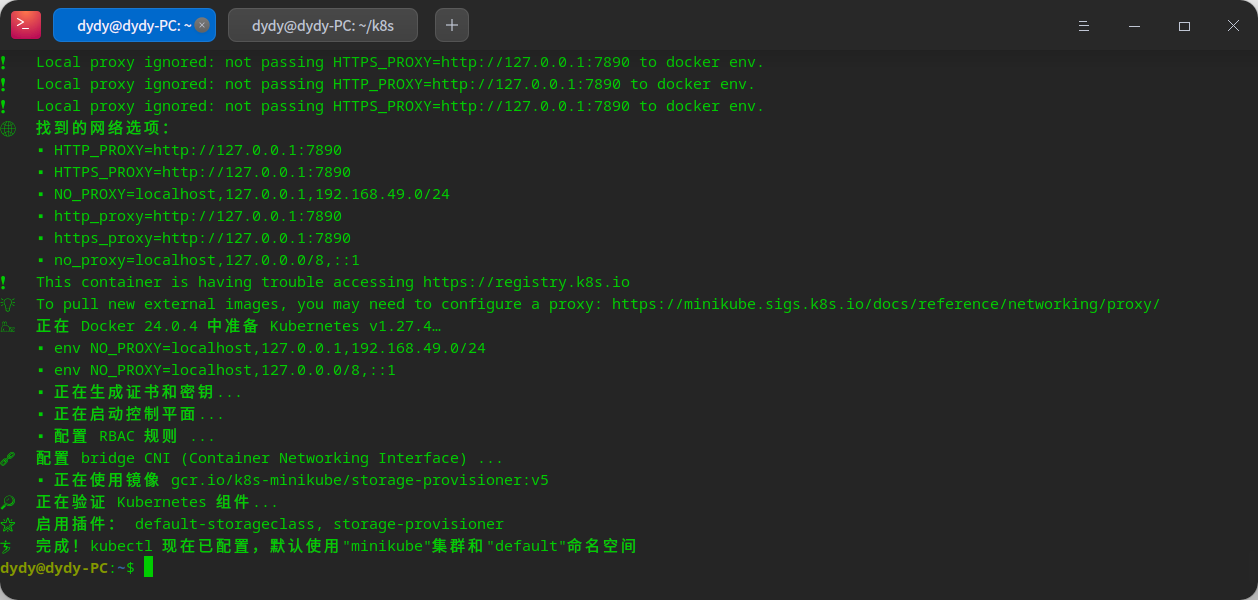 dydy@dydy-PC: ~
dydy@dydy-PC: ~/k8s
Local proxy ignored: not passing HTTPS_PROXY=http://127.0.0.1:7890 to docker env.
Local proxy ignored: not passing HTTP_PROXY=http://127.0.0.1:7890 to docker env.
Local proxy ignored: not passing HTTPS_PROXY=http://127.0.0.1:7890 to docker env.
找到的网络选项：
▪ HTTP_PROXY=http://127.0.0.1:7890
▪ HTTPS_PROXY=http://127.0.0.1:7890
▪ NO_PROXY=localhost,127.0.0.1,192.168.49.0/24
▪ http_proxy=http://127.0.0.1:7890
▪ https_proxy=http://127.0.0.1:7890
▪ no_proxy=localhost,127.0.0.0/8,::1
❗ This container is having trouble accessing https://registry.k8s.io
💡 To pull new external images, you may need to configure a proxy: https://minikube.sigs.k8s.io/docs/reference/networking/proxy/
正在 Docker 24.0.4 中准备 Kubernetes v1.27.4…
▪ env NO_PROXY=localhost,127.0.0.1,192.168.49.0/24
▪ env NO_PROXY=localhost,127.0.0.0/8,::1
▪ 正在生成证书和密钥...
▪ 正在启动控制平面...
▪ 配置 RBAC 规则 ...
🔗 配置 bridge CNI (Container Networking Interface) ...
▪ 正在使用镜像 gcr.io/k8s-minikube/storage-provisioner:v5
🔎 正在验证 Kubernetes 组件...
🌟 启用插件： default-storageclass, storage-provisioner
🏄 完成！kubectl 现在已配置，默认使用"minikube"集群和"default"命名空间
dydy@dydy-PC:~$